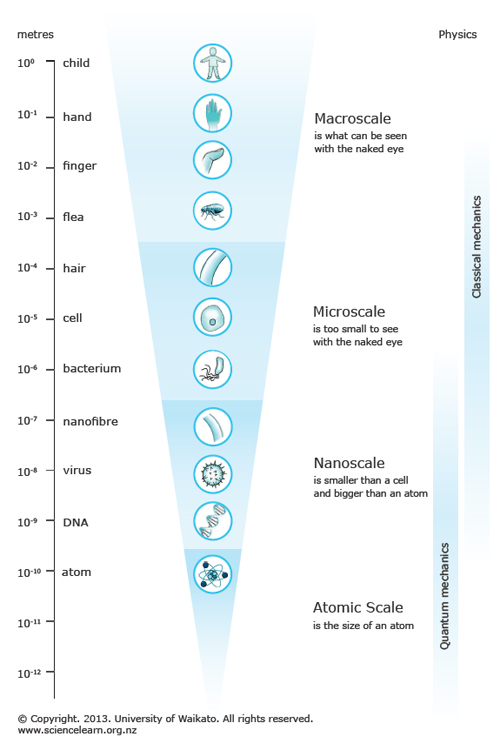 metres
Physics
10⁰ child
10⁻¹ hand
Macroscale
is what can be seen
with the naked eye
10⁻² finger
10⁻³ flea
Classical mechanics
10⁻⁴ hair
10⁻⁵ cell
Microscale
is too small to see
with the naked eye
10⁻⁶ bacterium
10⁻⁷ nanofibre
10⁻⁸ virus
Nanoscale
is smaller than a cell
and bigger than an atom
10⁻⁹ DNA
10⁻¹⁰ atom
Quantum mechanics
Atomic Scale
is the size of an atom
10⁻¹¹
10⁻¹²
© Copyright. 2013. University of Waikato. All rights reserved.
www.sciencelearn.org.nz